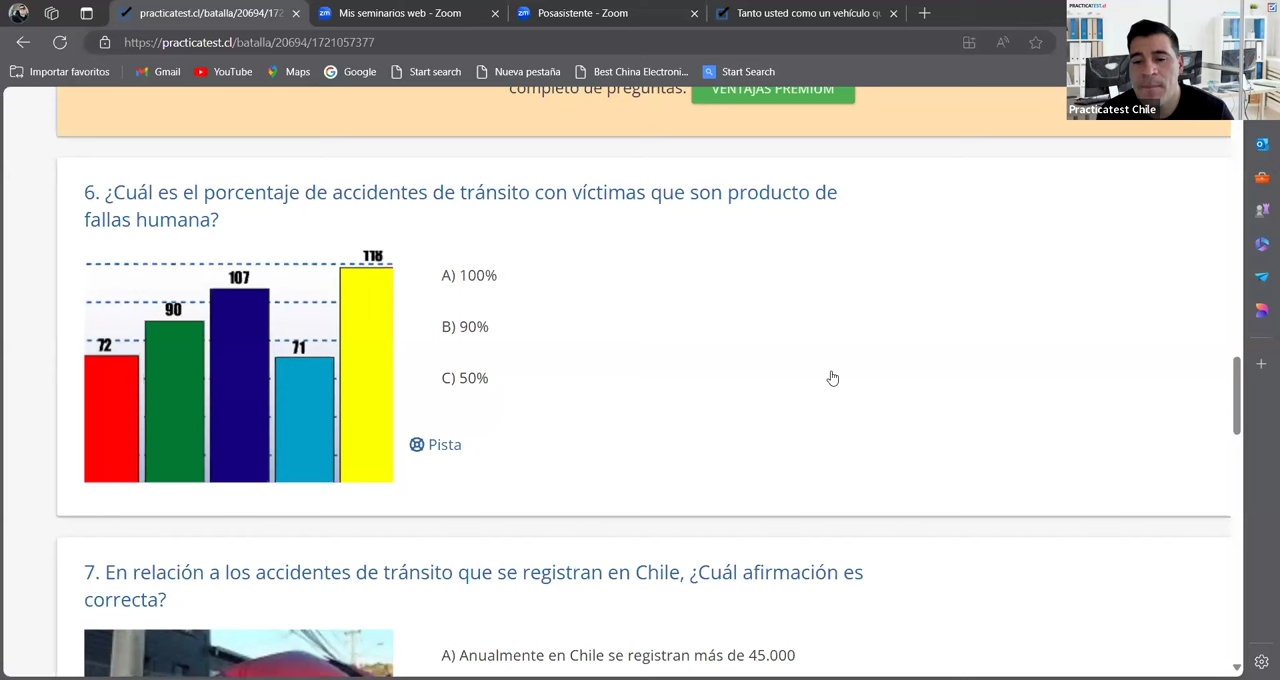 practicatest.cl/batalla/20694/172
Mis seminarios web - Zoom
Posasistente - Zoom
Tanto usted como un vehículo qu
https://practicatest.cl/batalla/20694/1721057377
Importar favoritos
Gmail
YouTube
Maps
Google
Start search
Nueva pestaña
Best China Electroni...
Start Search
PRACTICATEST.cl
Practicatest Chile
completo de preguntas.
VENTAJAS PREMIUM
6. ¿Cuál es el porcentaje de accidentes de tránsito con víctimas que son producto de
fallas humana?
72
90
107
71
118
A) 100%
B) 90%
C) 50%
Pista
7. En relación a los accidentes de tránsito que se registran en Chile, ¿Cuál afirmación es
correcta?
A) Anualmente en Chile se registran más de 45.000